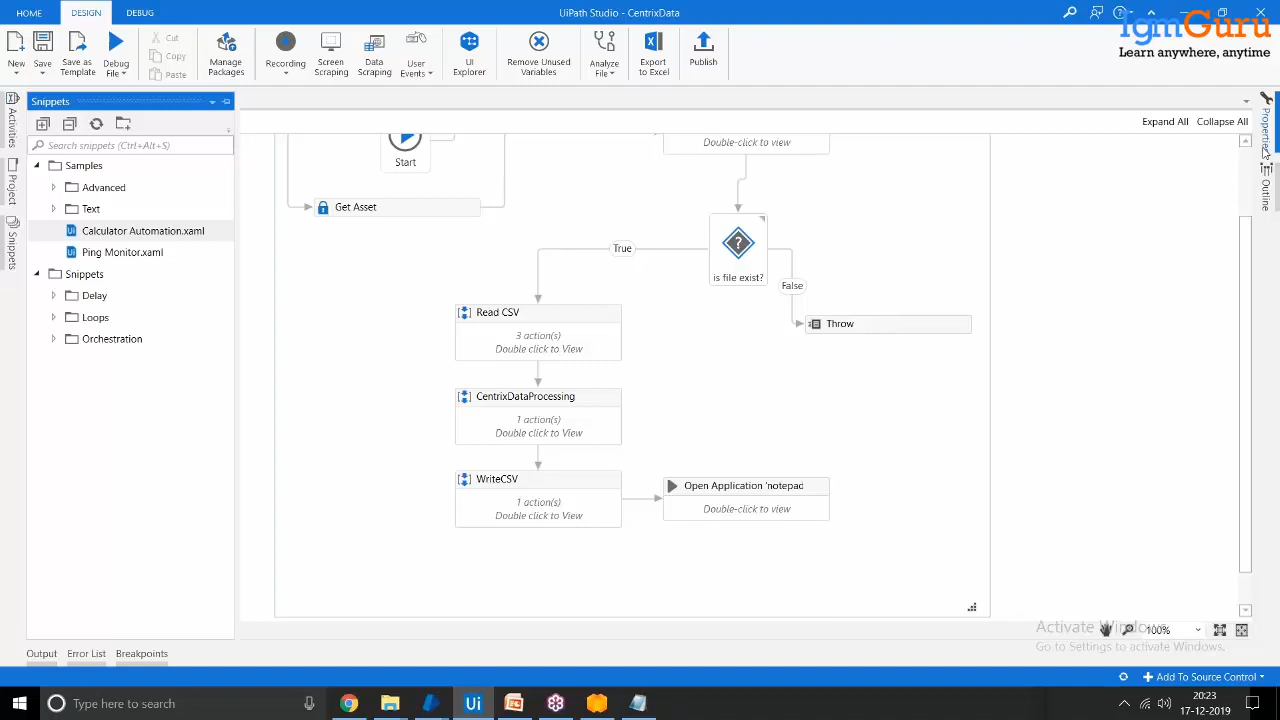 HOME DESIGN DEBUG
UiPath Studio - CentrixData
IgmGuru
Learn anywhere, anytime
New
Save
Save as Template
Debug File
Cut
Copy
Paste
Manage Packages
Recording
Screen Scraping
Data Scraping
User Events
UI Explorer
Remove Unused Variables
Analyze File
Export to Excel
Publish
Snippets
Expand All Collapse All
Search snippets (Ctrl+Alt+S)
Samples
Advanced
Text
Calculator Automation.xaml
Ping Monitor.xaml
Snippets
Delay
Loops
Orchestration
Activities
Project
Snippets
Start
Get Asset
Double-click to view
True
is file exist?
False
Throw
Read CSV
3 action(s)
Double click to View
CentrixDataProcessing
1 action(s)
Double click to View
WriteCSV
1 action(s)
Double click to View
Open Application 'notepad
Double-click to view
Properties
Outline
Activate Windows
Go to Settings to activate Windows.
100%
Output Error List Breakpoints
Add To Source Control
Type here to search
20:23
17-12-2019